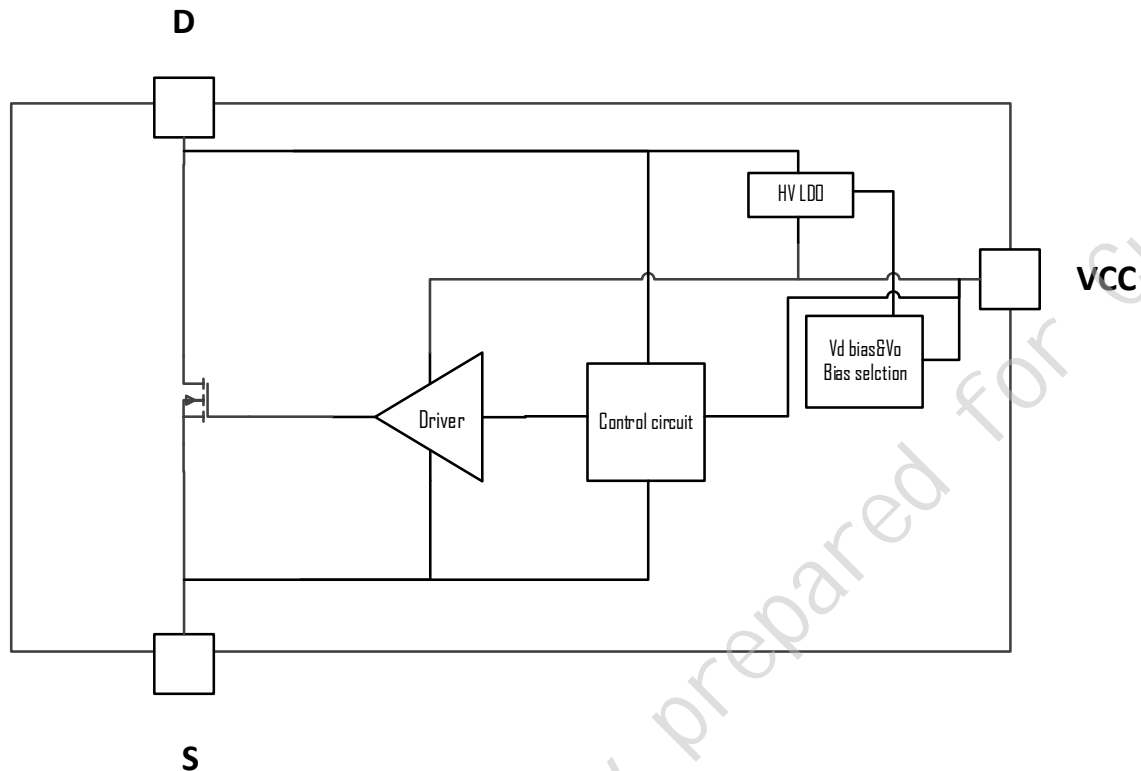 D
HV LDO
VCC
Vd bias&Vo
Bias selction
Driver
Control circuit
prepared for
S